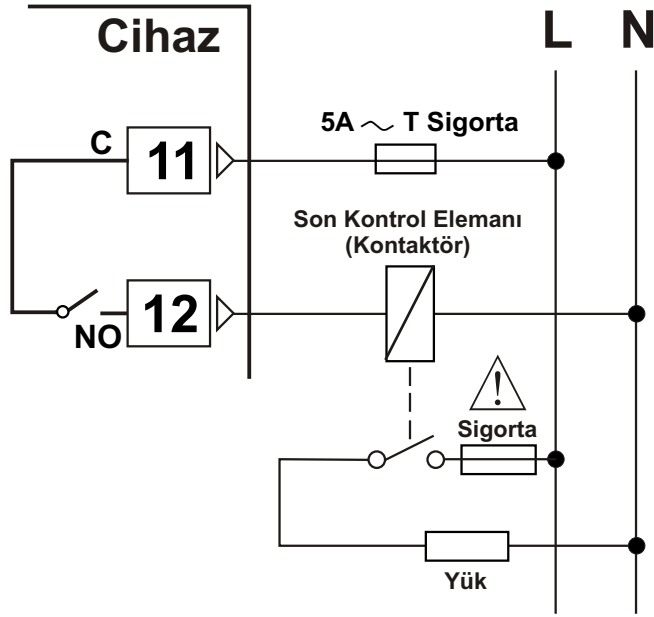 Cihaz
L N
5A ~ T Sigorta
C 11
Son Kontrol Elemanı
(Kontaktör)
12
NO
!
Sigorta
Yük